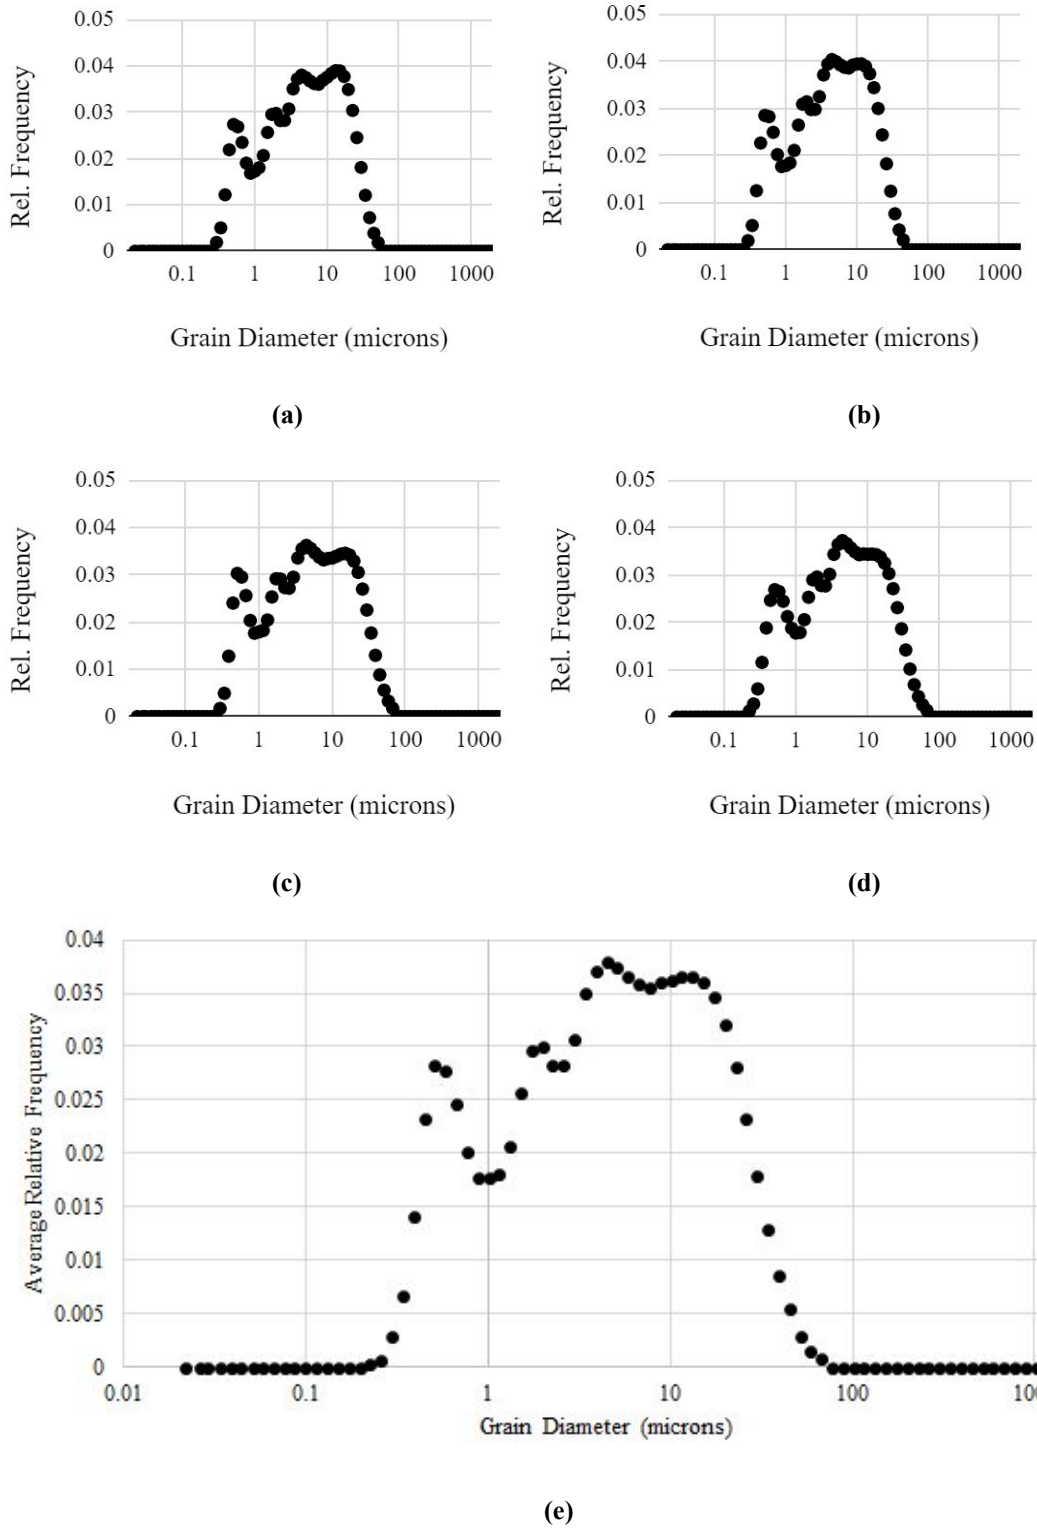 0.05
0.04
0.03
0.02
0.01
0
Rel. Frequency
0.1 1 10 100 1000
Grain Diameter (microns)
(a)
0.05
0.04
0.03
0.02
0.01
0
Rel. Frequency
0.1 1 10 100 1000
Grain Diameter (microns)
(b)
0.05
0.04
0.03
0.02
0.01
0
Rel. Frequency
0.1 1 10 100 1000
Grain Diameter (microns)
(c)
0.05
0.04
0.03
0.02
0.01
0
Rel. Frequency
0.1 1 10 100 1000
Grain Diameter (microns)
(d)
0.04
0.035
0.03
0.025
0.02
0.015
0.01
0.005
0
Average Relative Frequency
0.01 0.1 1 10 100
Grain Diameter (microns)
(e)